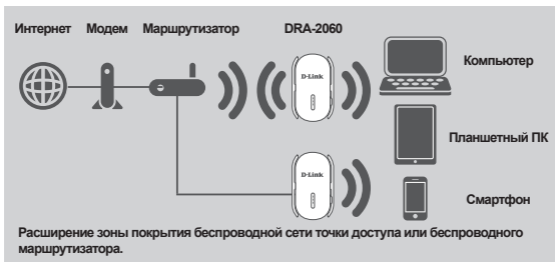 Интернет Модем Маршрутизатор DRA-2060
D-Link
Компьютер
Планшетный ПК
D-Link
Смартфон
Расширение зоны покрытия беспроводной сети точки доступа или беспроводного
маршрутизатора.